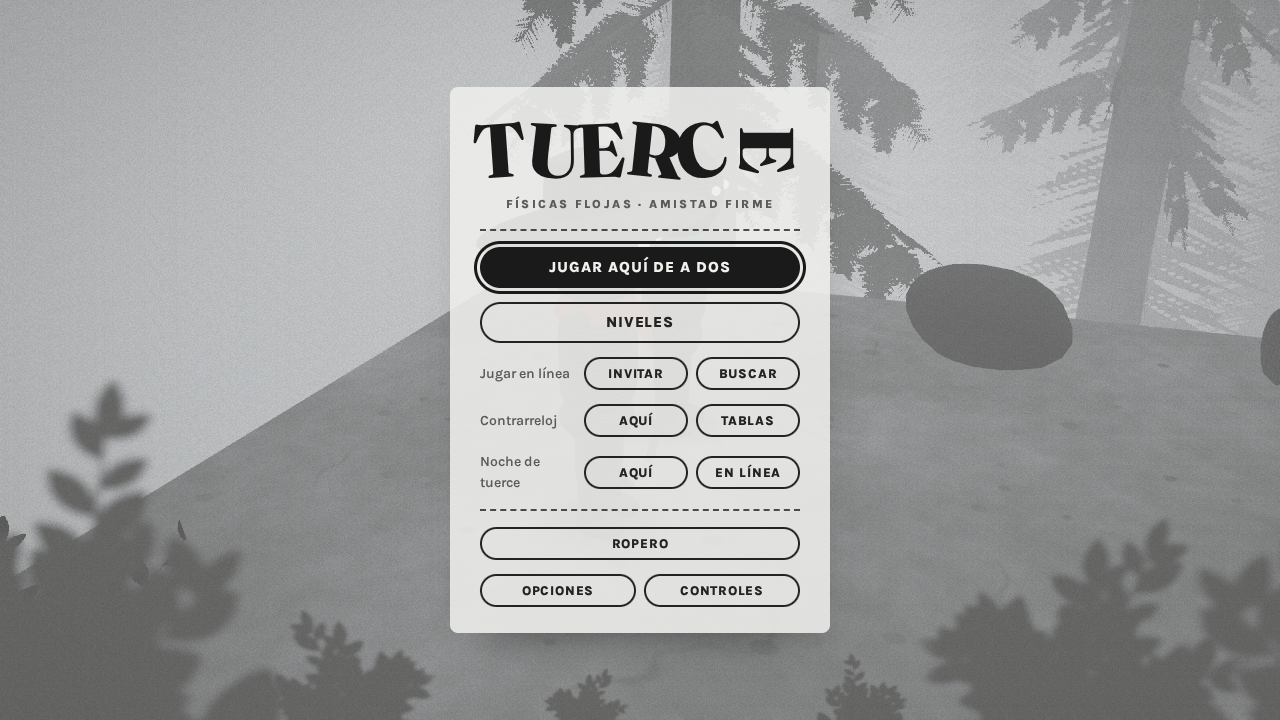 TUERCE
FÍSICAS FLOJAS · AMISTAD FIRME
JUGAR AQUÍ DE A DOS
NIVELES
Jugar en línea INVITAR BUSCAR
Contrarreloj AQUÍ TABLAS
Noche de
tuerce AQUÍ EN LÍNEA
ROPERO
OPCIONES CONTROLES